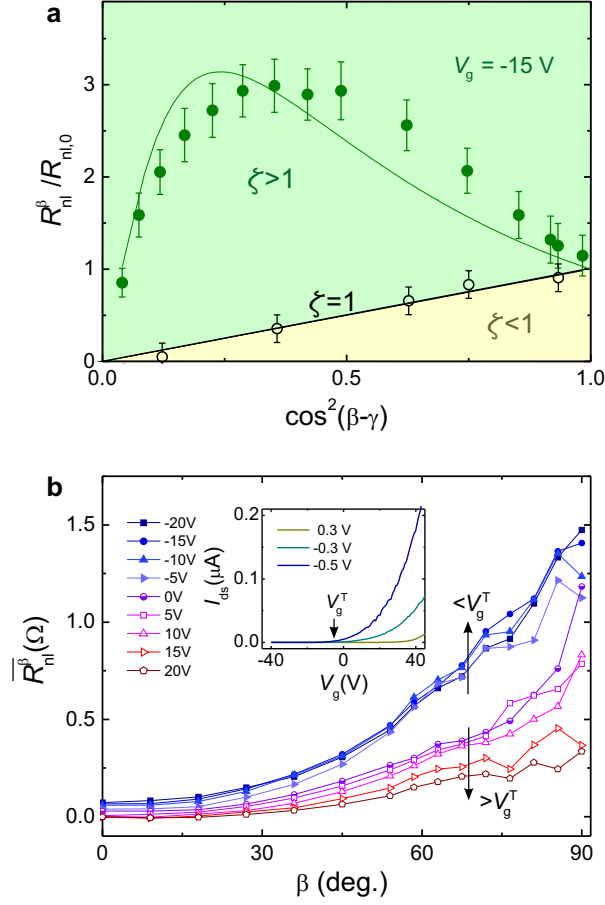 a
V_g = -15 V
R_nl^β/R_nl,0
3
2
1
0
ζ>1
ζ=1
ζ<1
0.0
0.5
1.0
cos²(β-γ)
b
-20V
-15V
-10V
-5V
0V
5V
10V
15V
20V
0.2
0.1
0.0
I_ds(μA)
0.3 V
-0.3 V
-0.5 V
V_g^T
-40
0
40
V_g(V)
<V_g^T
>V_g^T
R̅_nl^β(Ω)
1.5
1.0
0.5
0.0
0
30
60
90
β (deg.)